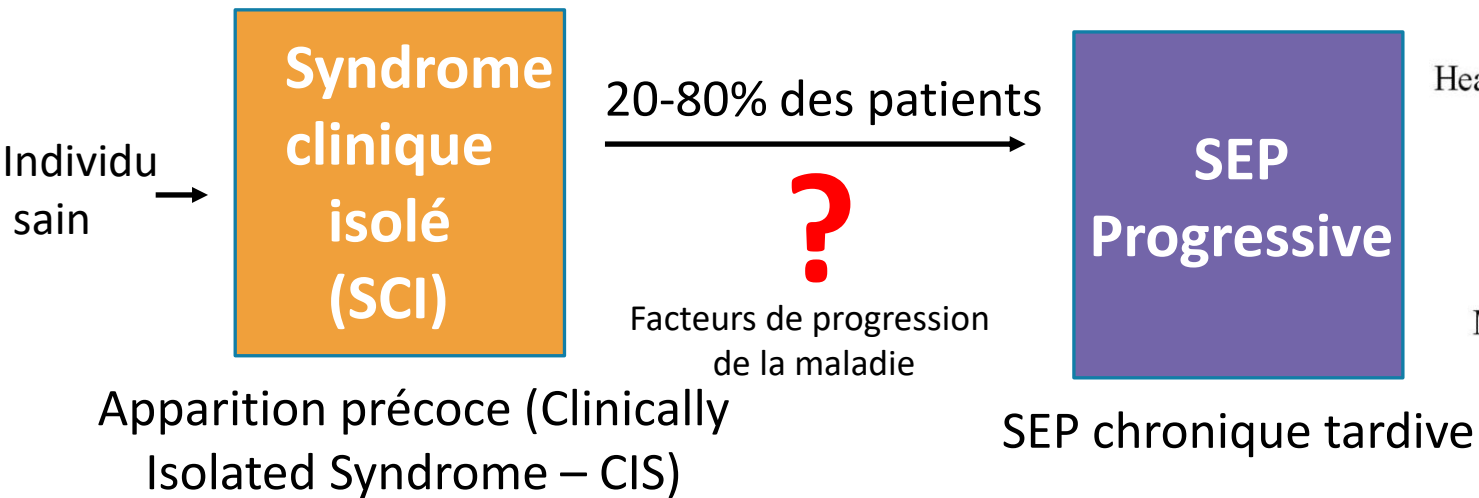 Individu
sain
Syndrome
clinique
isolé
(SCI)
Apparition précoce (Clinically
Isolated Syndrome – CIS)
20-80% des patients
?
Facteurs de progression
de la maladie
SEP
Progressive
SEP chronique tardive